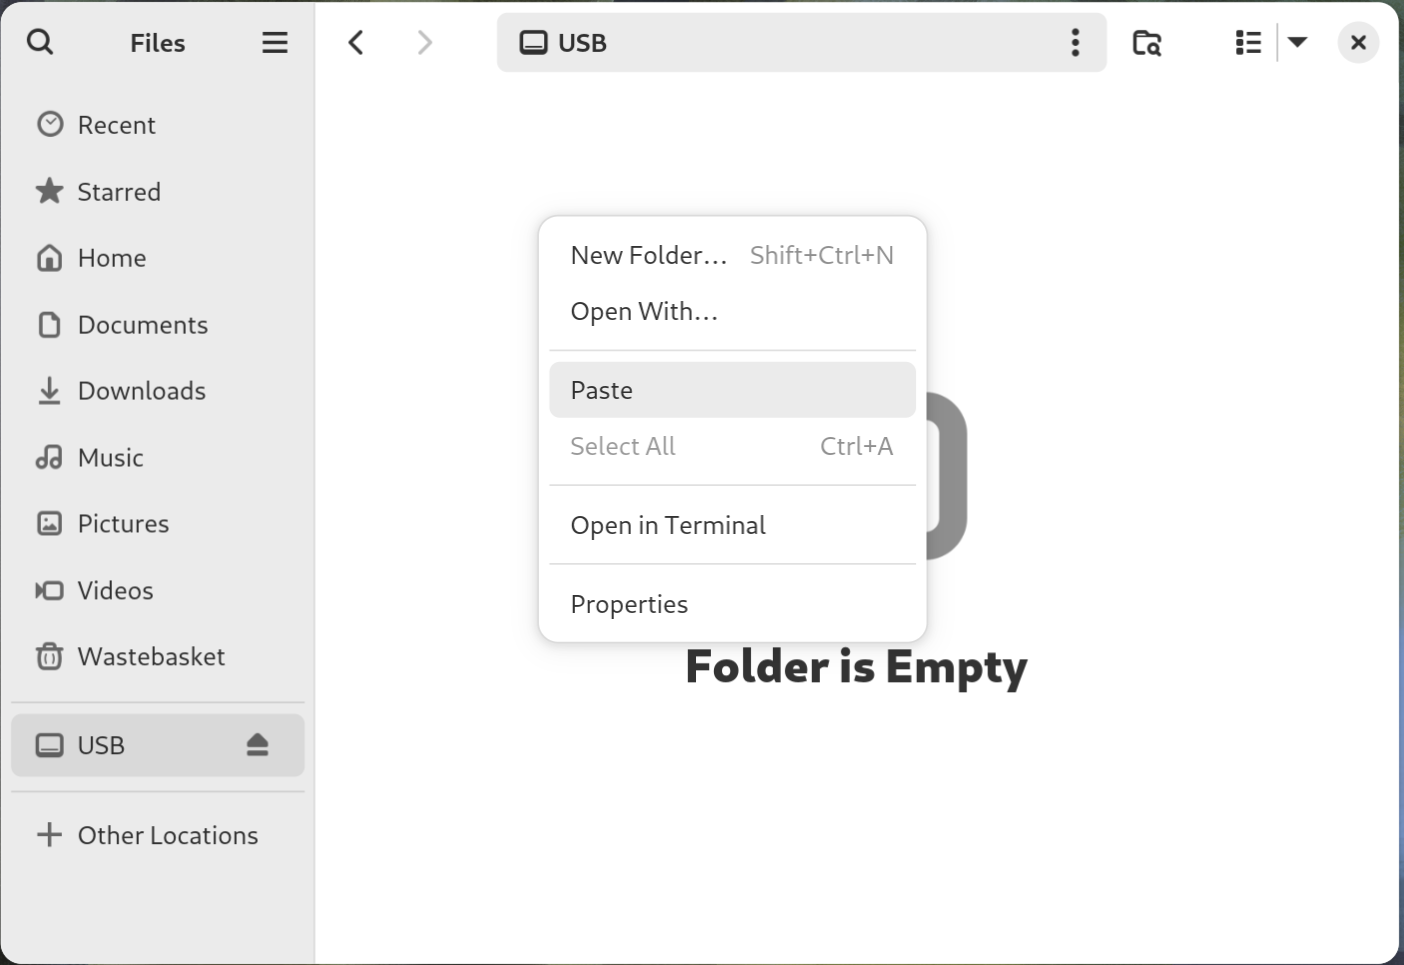 Files
USB
Recent
Starred
Home
Documents
Downloads
Music
Pictures
Videos
Wastebasket
USB
Other Locations
New Folder… Shift+Ctrl+N
Open With…
Paste
Select All Ctrl+A
Open in Terminal
Properties
Folder is Empty